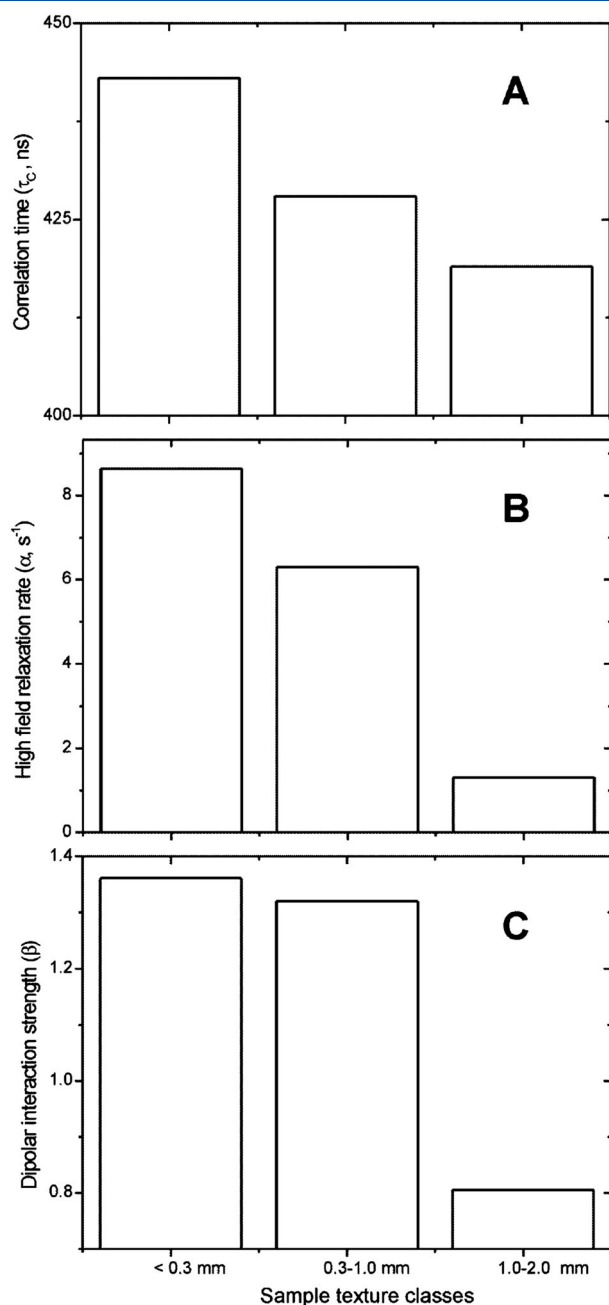 450
A
425
400
Correlation time (τC, ns)
8
B
6
4
2
0
High field relaxation rate (α, s-1)
1.4
C
1.2
1.0
0.8
Dipolar interaction strength (β)
< 0.3 mm 0.3-1.0 mm 1.0-2.0 mm
Sample texture classes